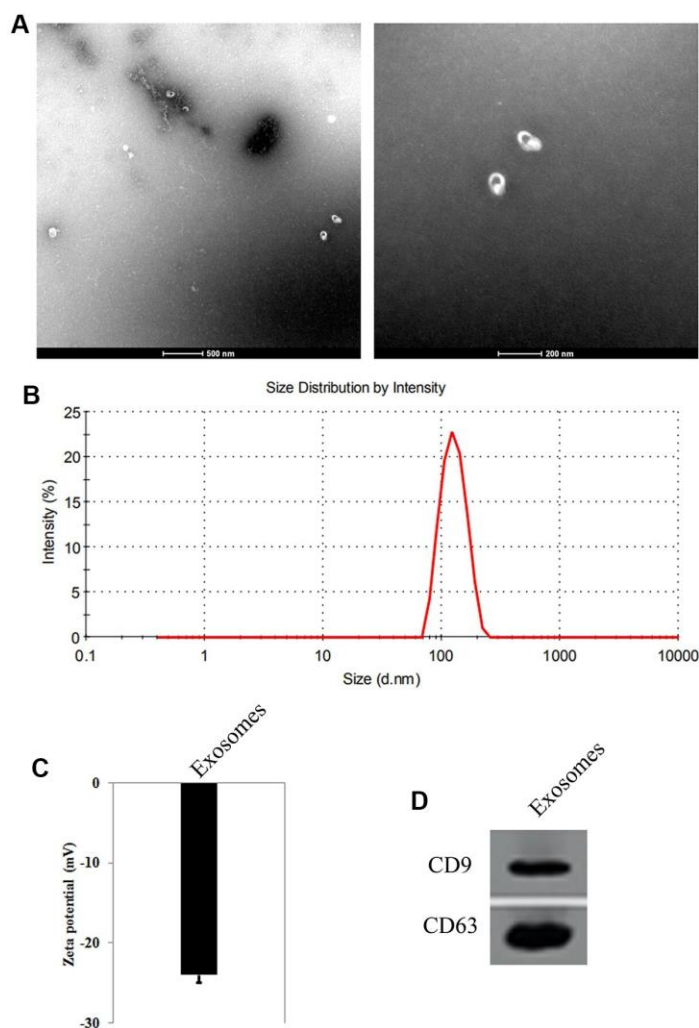 A
500 nm
200 nm
B
Size Distribution by Intensity
25
20
15
10
5
0
Intensity (%)
0.1 1 10 100 1000 10000
Size (d.nm)
C
Exosomes
0
-10
-20
-30
Zeta potential (mV)
D
Exosomes
CD9
CD63